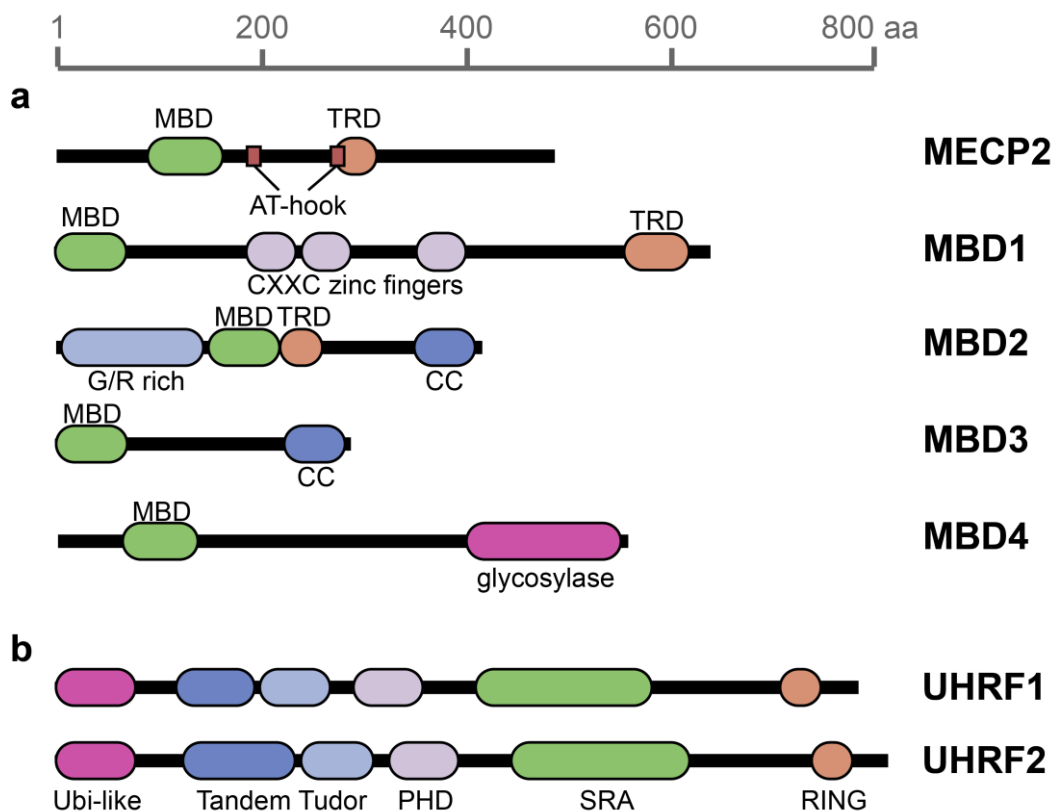 1 200 400 600 800 aa
a
MBD TRD
AT-hook
MECP2
MBD TRD
CXXC zinc fingers
MBD1
MBD TRD
G/R rich CC
MBD2
MBD
CC
MBD3
MBD
glycosylase
MBD4
b
UHRF1
UHRF2
Ubi-like Tandem Tudor PHD SRA RING